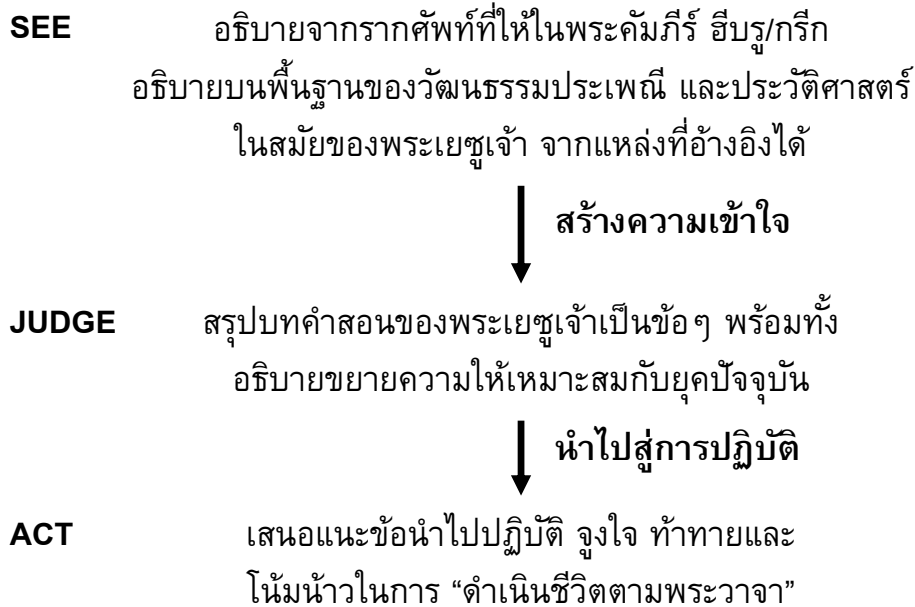 SEE อธิบายจากรากศัพท์ที่ให้ในพระคัมภีร์ ฮีบรู/กรีก
อธิบายบนพื้นฐานของวัฒนธรรมประเพณี และประวัติศาสตร์
ในสมัยของพระเยซูเจ้า จากแหล่งที่อ้างอิงได้
สร้างความเข้าใจ
JUDGE สรุปบทคำสอนของพระเยซูเจ้าเป็นข้อๆ พร้อมทั้ง
อธิบายขยายความให้เหมาะสมกับยุคปัจจุบัน
นำไปสู่การปฏิบัติ
ACT เสนอแนะข้อนำไปปฏิบัติ จูงใจ ท้าทายและ
โน้มน้าวในการ “ดำเนินชีวิตตามพระวาจา”